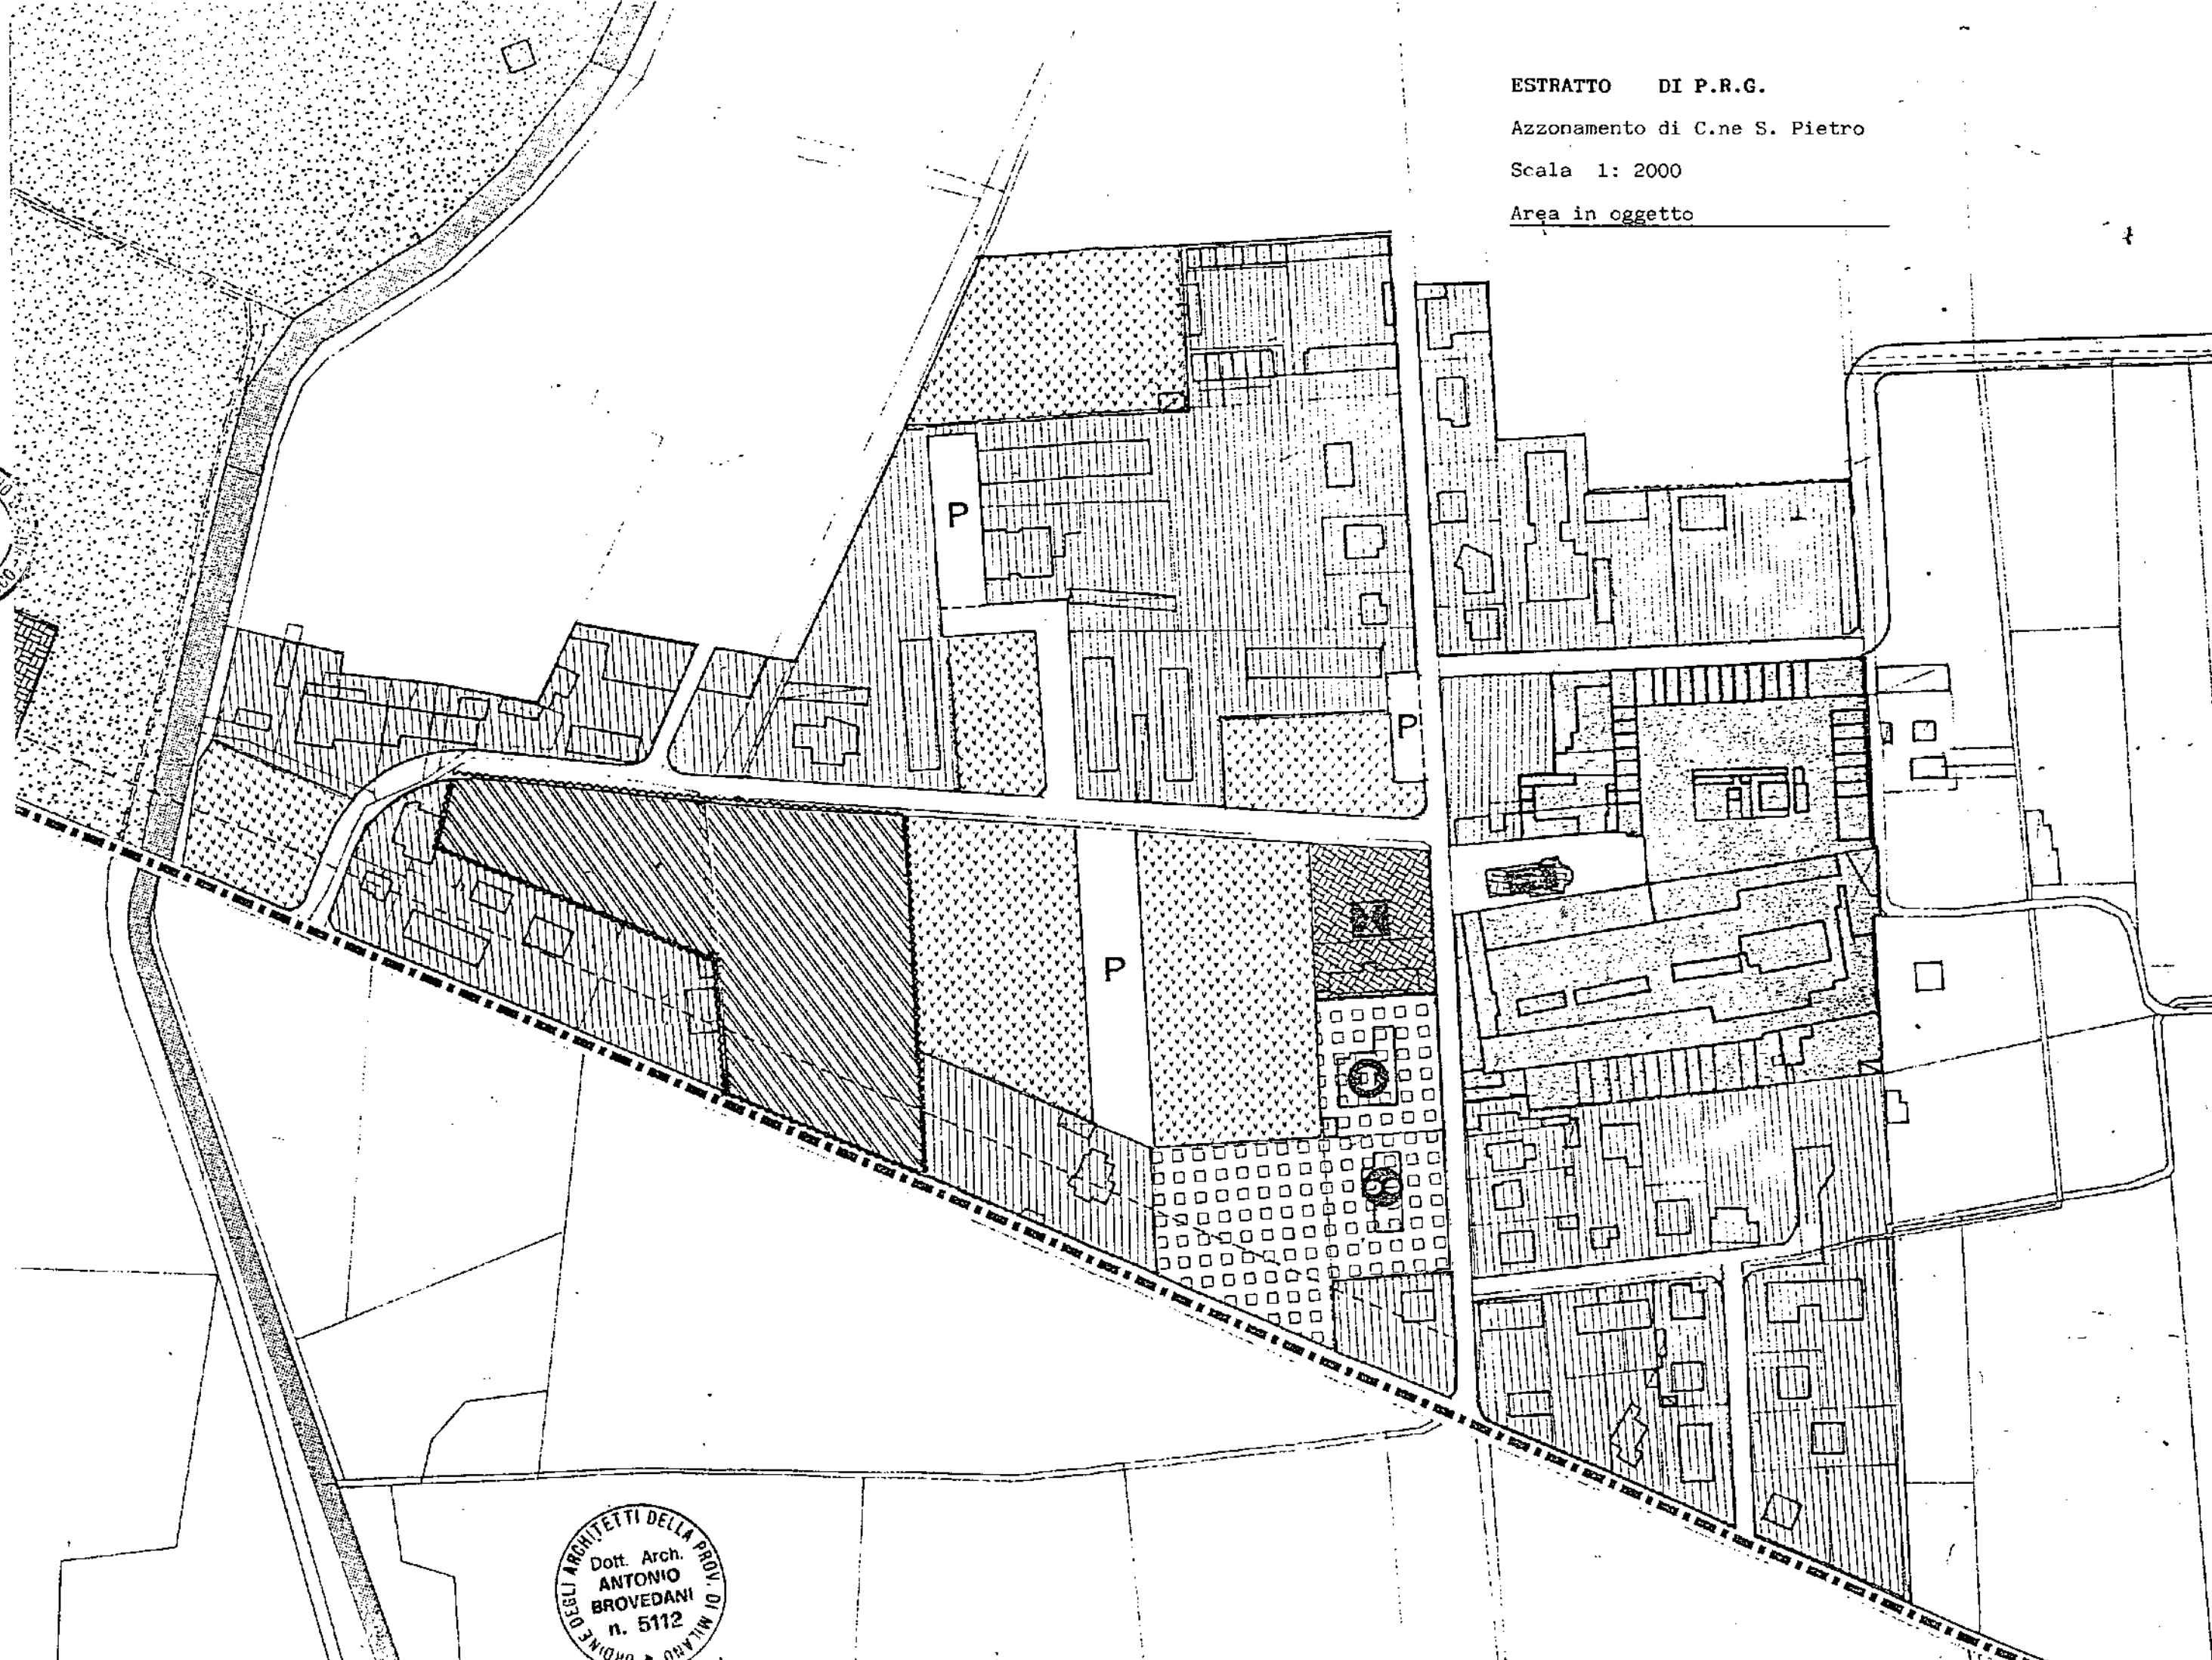 ESTRATTO DI P.R.G.
Azzonamento di C.ne S. Pietro
Scala 1: 2000
Area in oggetto
P
P
P
ORDINE DEGLI ARCHITETTI DELLA PROV. DI MILANO
Dott. Arch.
ANTONIO
BROVEDANI
n. 5112